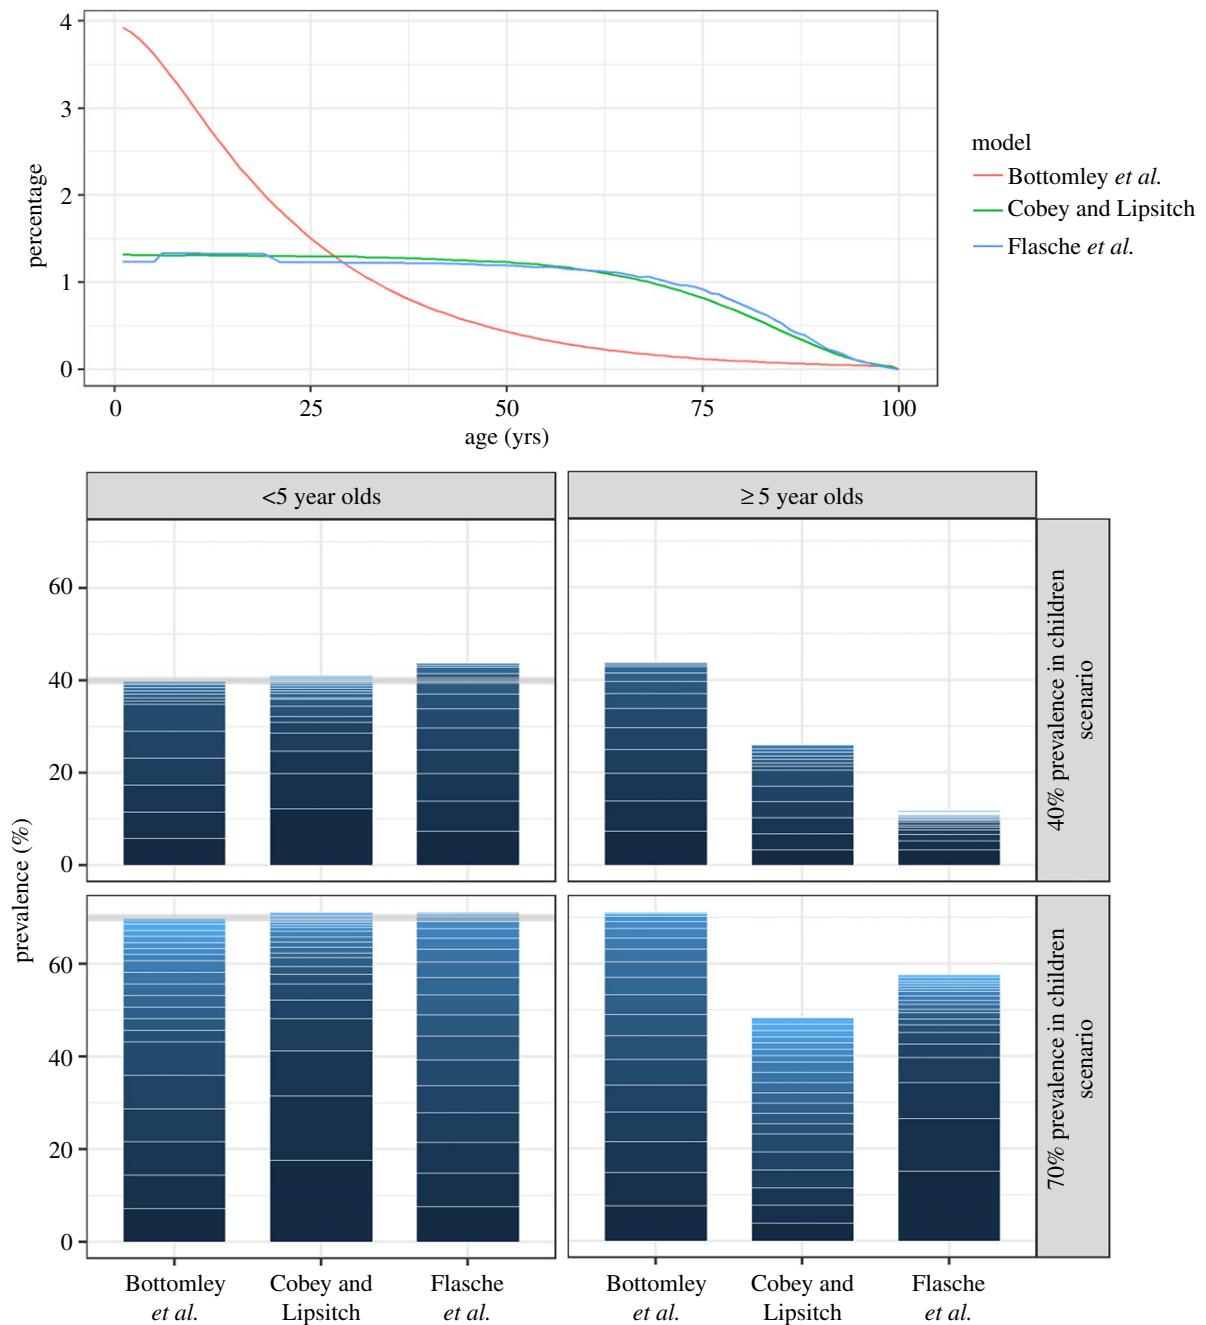 4
3
2
1
0
percentage
0 25 50 75 100
age (yrs)
model
Bottomley et al.
Cobey and Lipsitch
Flasche et al.
<5 year olds
≥ 5 year olds
60
40
20
0
40% prevalence in children
scenario
prevalence (%)
60
40
20
0
70% prevalence in children
scenario
Bottomley
et al.
Cobey and
Lipsitch
Flasche
et al.
Bottomley
et al.
Cobey and
Lipsitch
Flasche
et al.